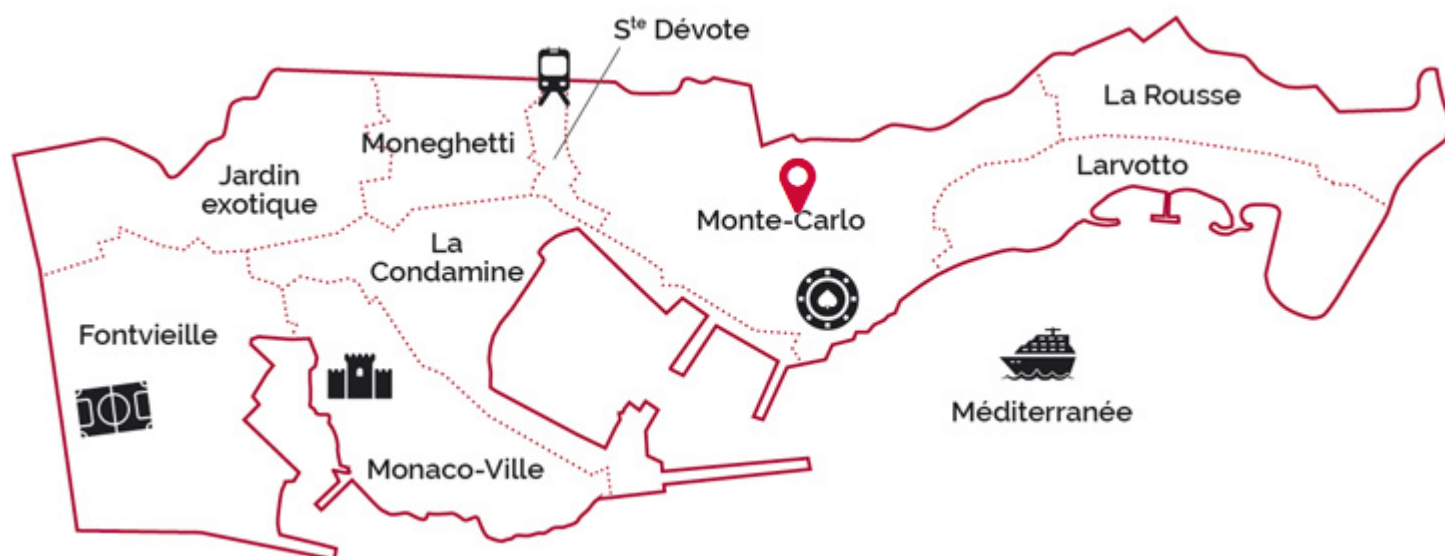 Sᵗᵉ Dévote
La Rousse
Moneghetti
Larvotto
Jardin
exotique
Monte-Carlo
La
Condamine
Fontvieille
Méditerranée
Monaco-Ville